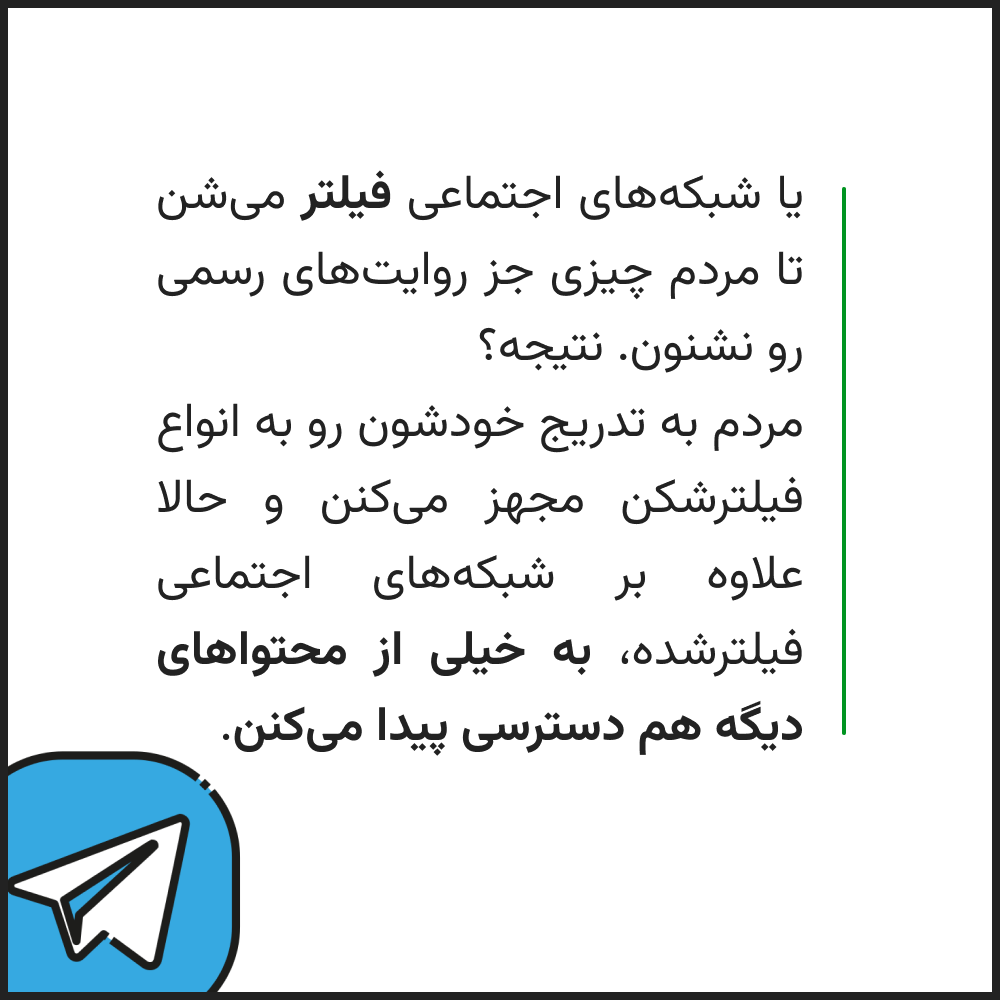 یا شبکه‌های اجتماعی فیلتر می‌شن
تا مردم چیزی جز روایت‌های رسمی
رو نشنون. نتیجه؟
مردم به تدریج خودشون رو به انواع
فیلترشکن مجهز می‌کنن و حالا
علاوه بر شبکه‌های اجتماعی
فیلترشده، به خیلی از محتواهای
دیگه هم دسترسی پیدا می‌کنن.